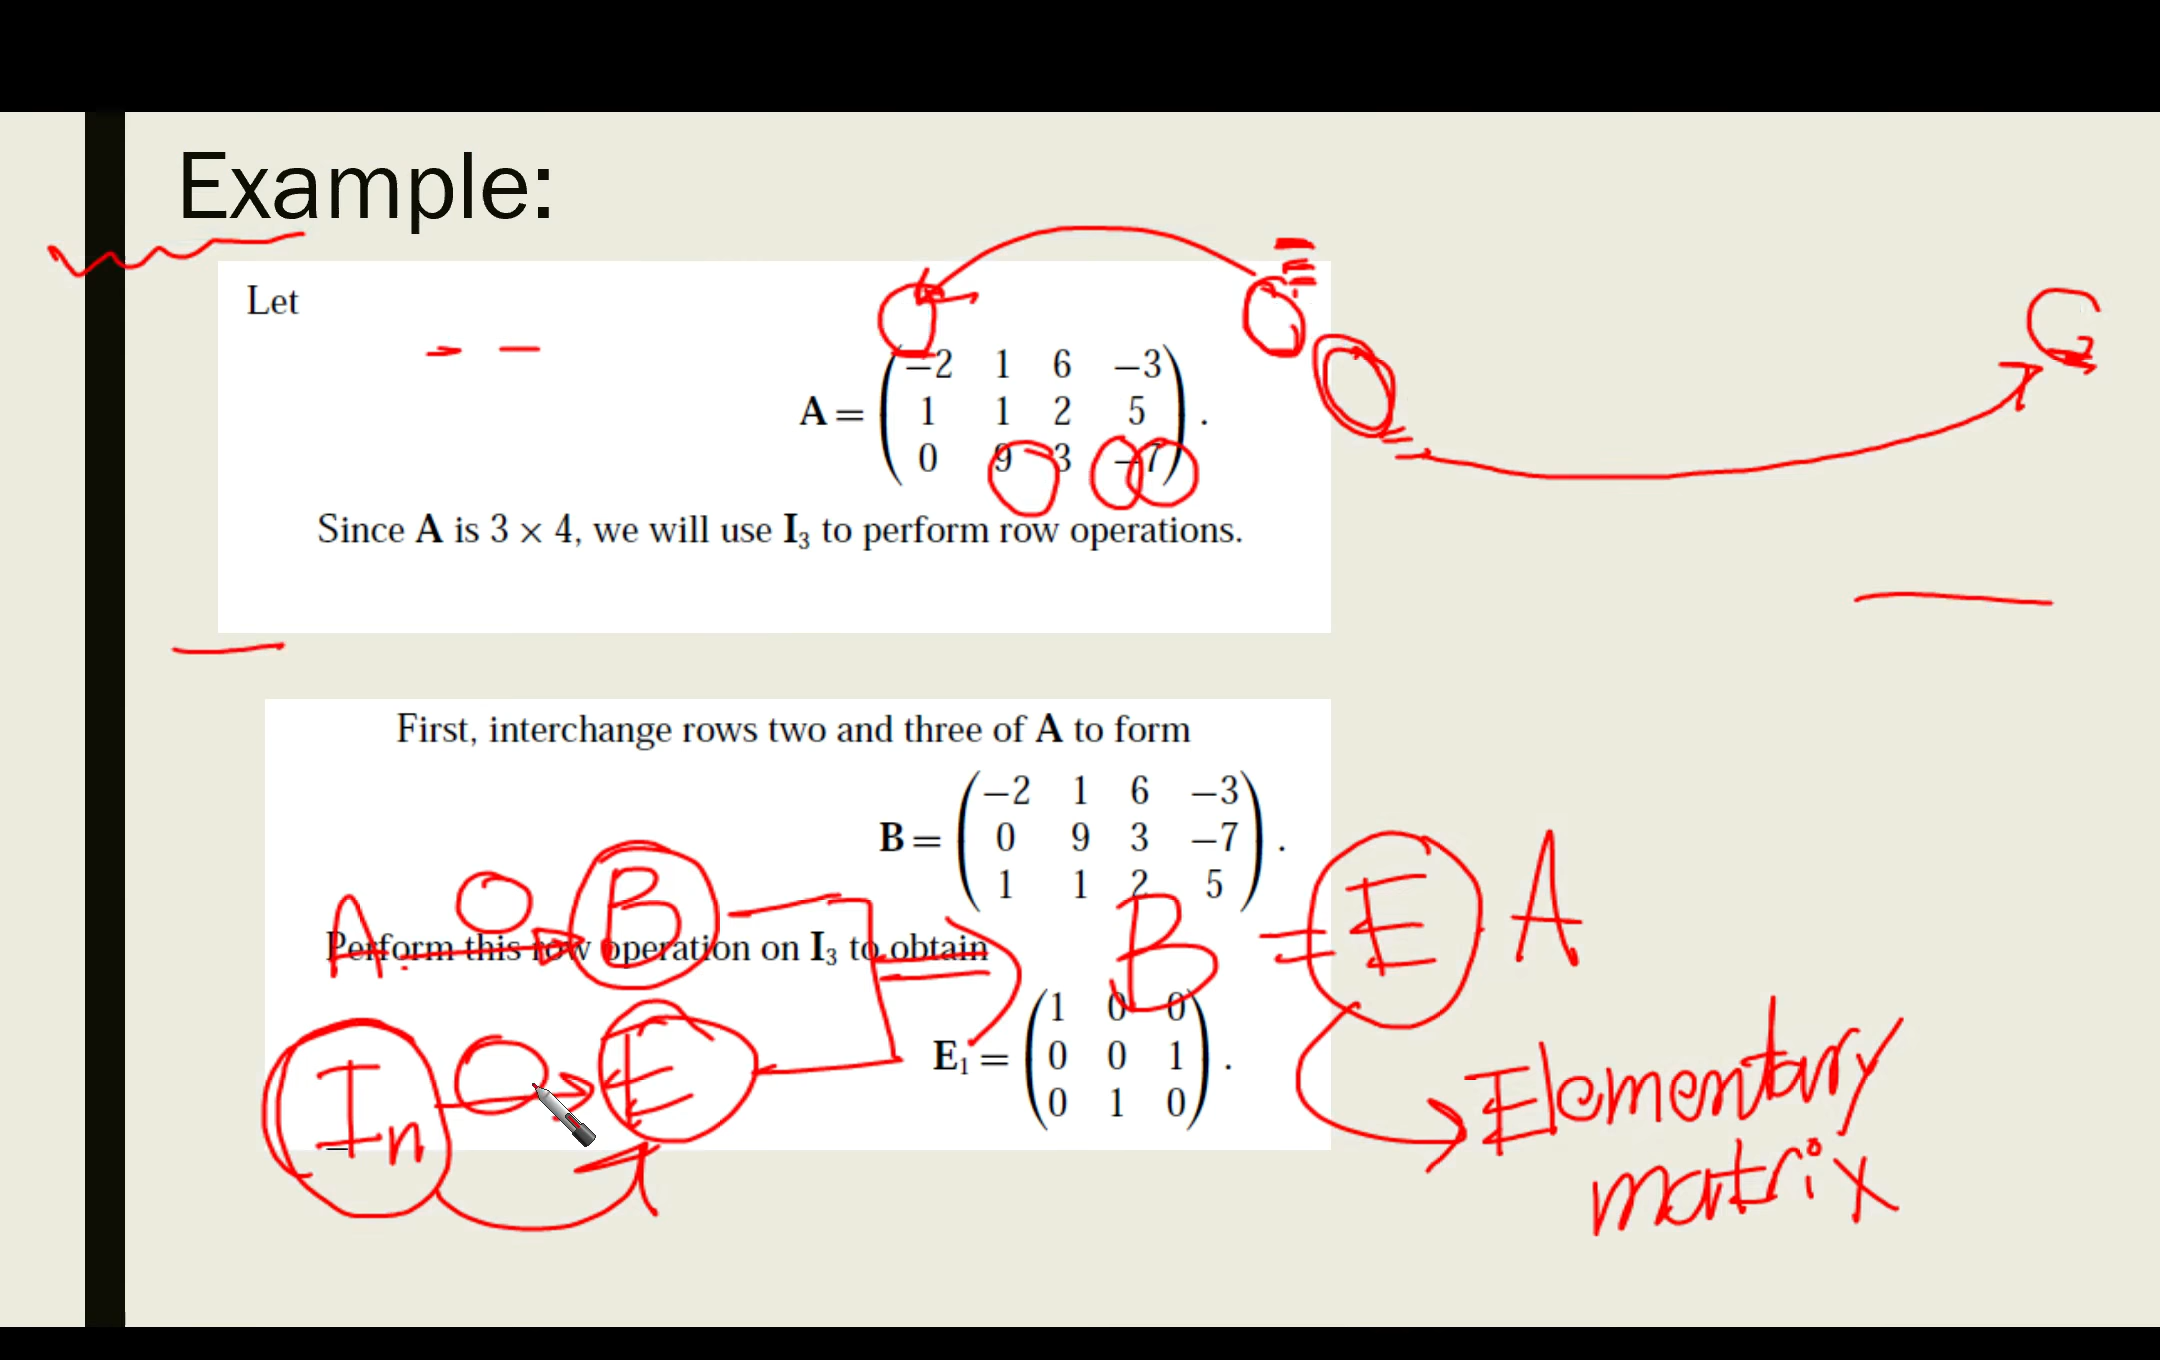 Example:
Let
A = (−2 1 6 −3
1 1 2 5
0 9 3 −7) .
Since A is 3 × 4, we will use I₃ to perform row operations.
First, interchange rows two and three of A to form
B = (−2 1 6 −3
0 9 3 −7
1 1 2 5) .
A → B
B = E A
Perform this row operation on I₃ to obtain
In → E
E₁ = (1 0 0
0 0 1
0 1 0) .
Elementary
matrix